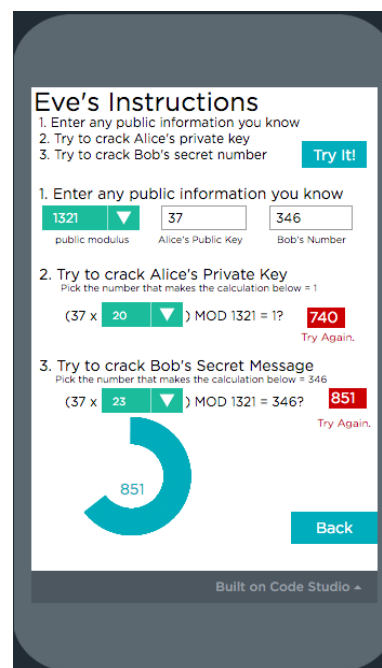 Eve's Instructions
1. Enter any public information you know
2. Try to crack Alice's private key
3. Try to crack Bob's secret number
Try It!
1. Enter any public information you know
1321 37 346
public modulus Alice's Public Key Bob's Number
2. Try to crack Alice's Private Key
Pick the number that makes the calculation below = 1
(37 x 20 ) MOD 1321 = 1? 740
Try Again.
3. Try to crack Bob's Secret Message
Pick the number that makes the calculation below = 346
(37 x 23 ) MOD 1321 = 346? 851
Try Again.
851
Back
Built on Code Studio